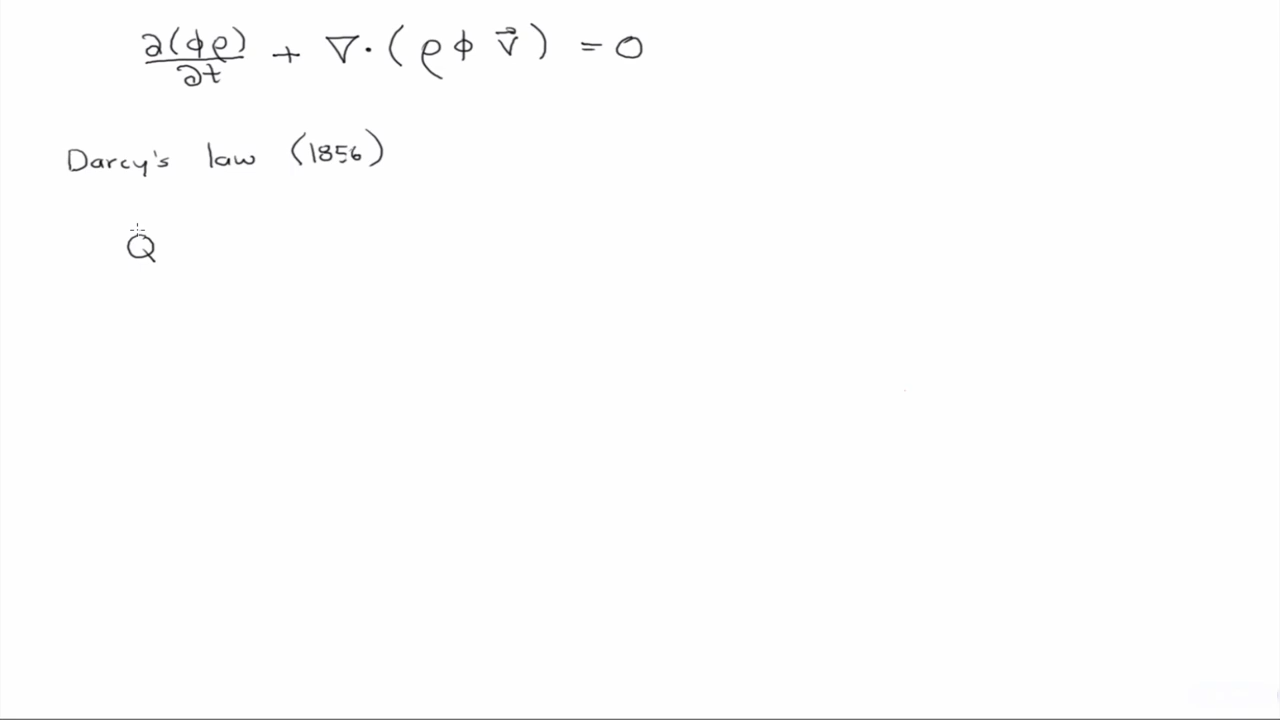 ∂(ϕρ)/∂t + ∇·(ρϕv⃗) = 0
Darcy's law (1856)
Q